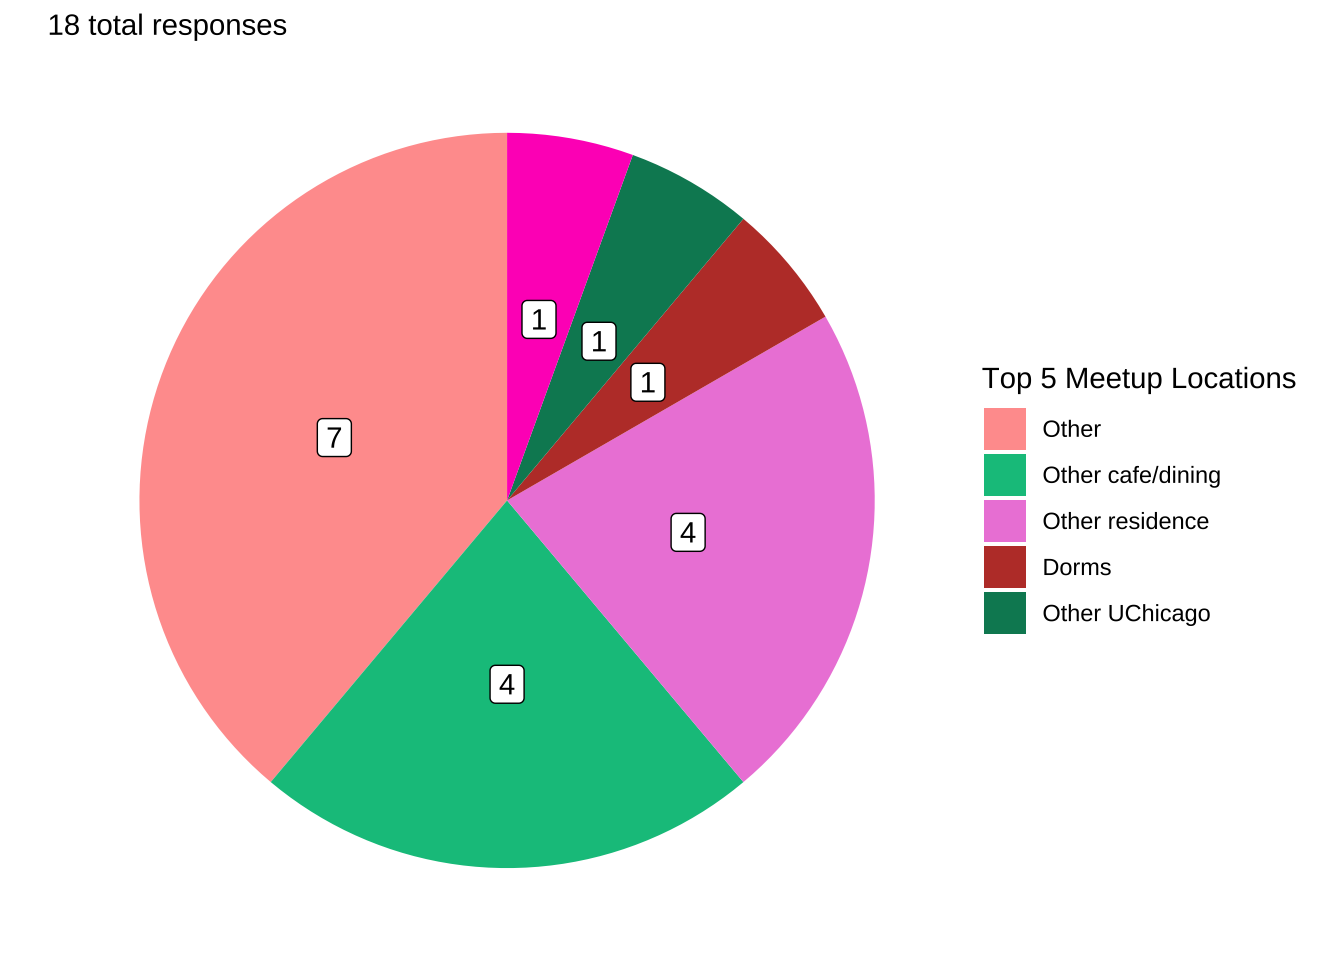 18 total responses
1
1
1
7
4
4
Top 5 Meetup Locations
Other
Other cafe/dining
Other residence
Dorms
Other UChicago